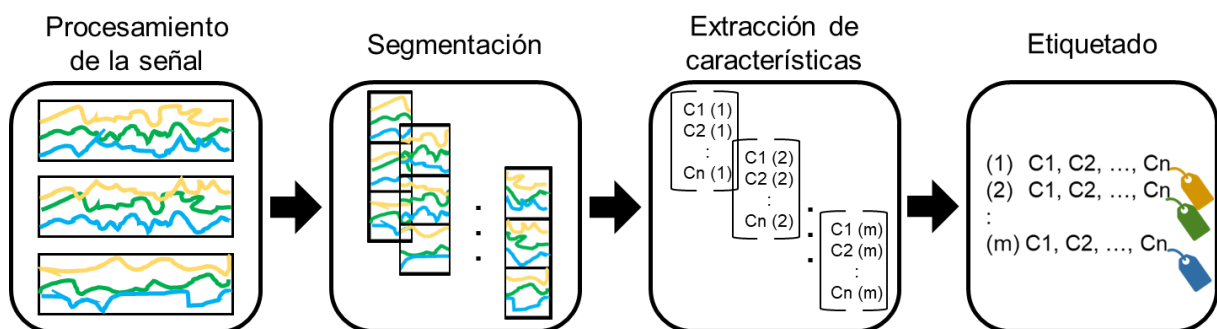 Procesamiento
de la señal
Segmentación
Extracción de
características
Etiquetado
C1 (1)
C2 (1)
:
Cn (1)
C1 (2)
C2 (2)
:
Cn (2)
C1 (m)
C2 (m)
:
Cn (m)
(1) C1, C2, ..., Cn
(2) C1, C2, ..., Cn
:
(m) C1, C2, ..., Cn